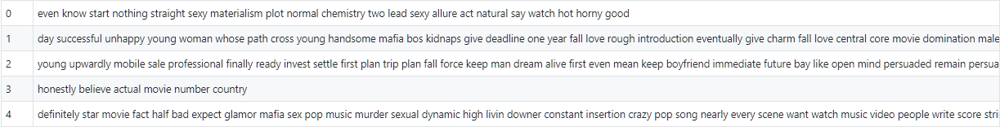 0 even know start nothing straight sexy materialism plot normal chemistry two lead sexy allure act natural say watch hot horny good
1 day successful unhappy young woman whose path cross young handsome mafia bos kidnaps give deadline one year fall love rough introduction eventually give charm fall love central core movie domination male
2 young upwardly mobile sale professional finally ready invest settle first plan trip plan fall force keep man dream alive first even mean keep boyfriend immediate future bay like open mind persuaded remain persua
3 honestly believe actual movie number country
4 definitely star movie fact half bad expect glamor mafia sex pop music murder sexual dynamic high livin downer constant insertion crazy pop song nearly every scene want watch music video people write score stri